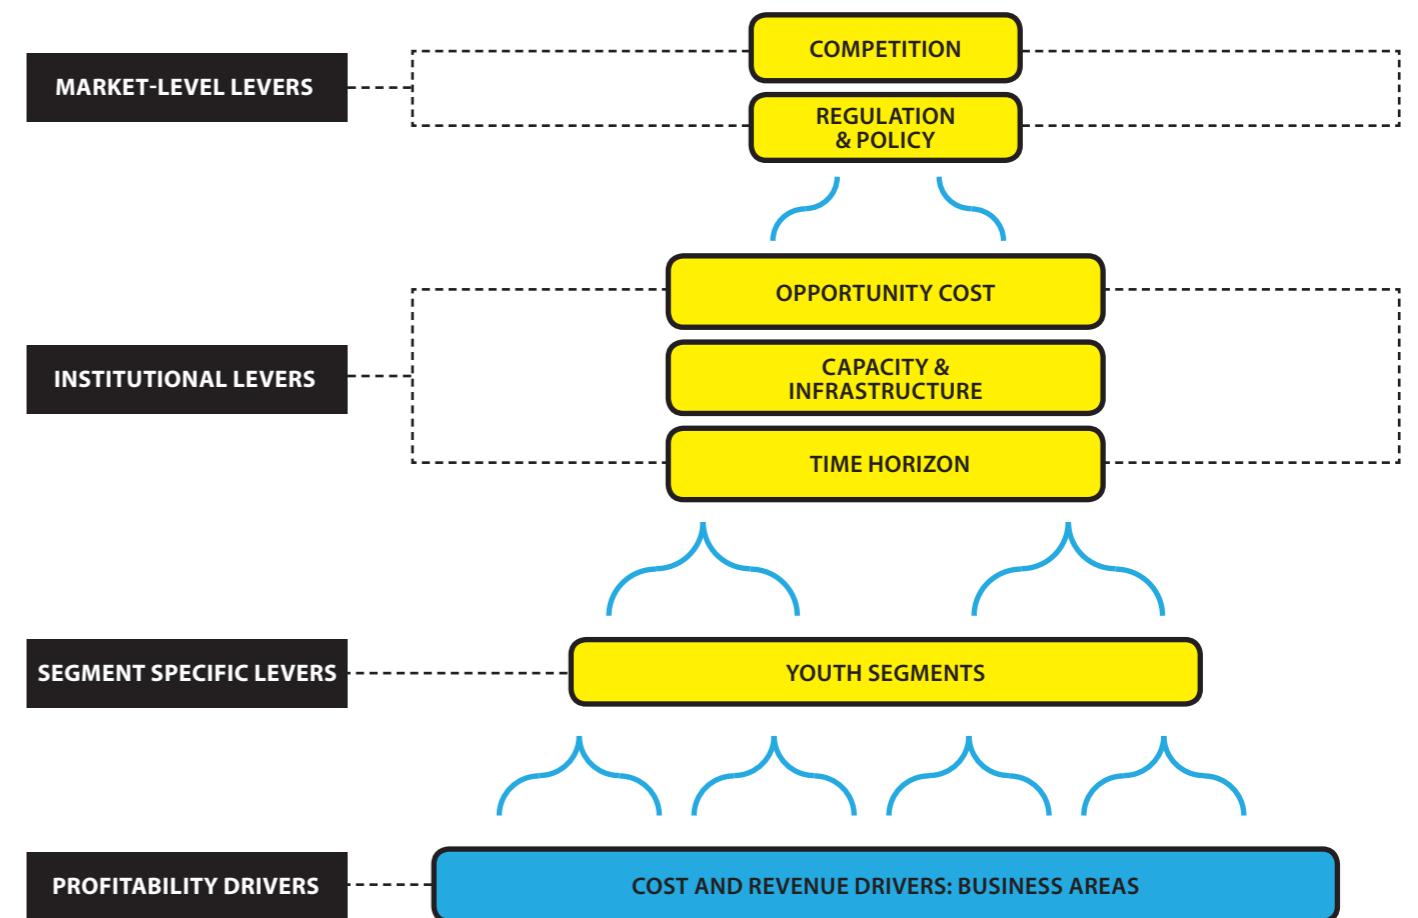 MARKET-LEVEL LEVERS
COMPETITION
REGULATION
& POLICY
INSTITUTIONAL LEVERS
OPPORTUNITY COST
CAPACITY &
INFRASTRUCTURE
TIME HORIZON
SEGMENT SPECIFIC LEVERS
YOUTH SEGMENTS
PROFITABILITY DRIVERS
COST AND REVENUE DRIVERS: BUSINESS AREAS